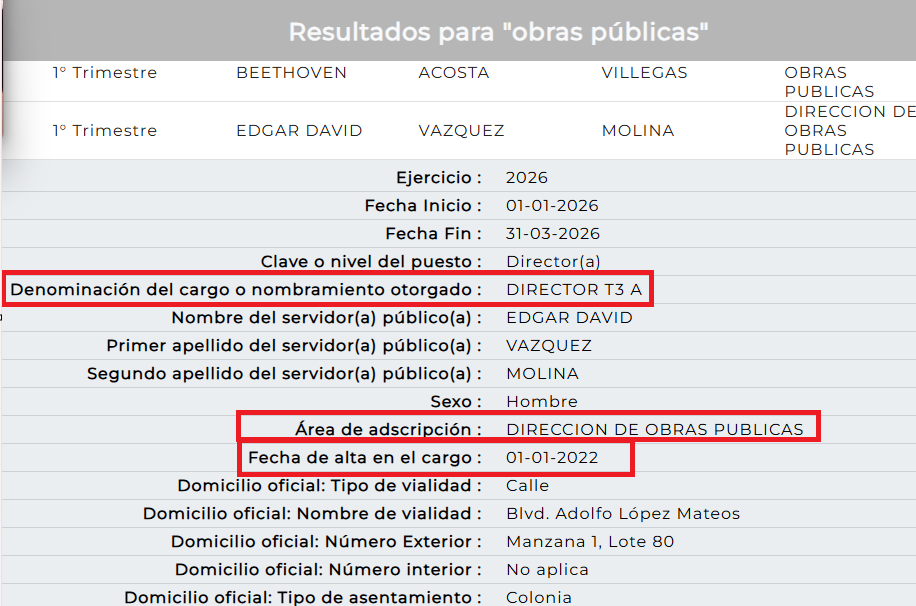 Resultados para "obras públicas"
1° Trimestre BEETHOVEN ACOSTA VILLEGAS OBRAS PUBLICAS
1° Trimestre EDGAR DAVID VAZQUEZ MOLINA DIRECCION DE OBRAS PUBLICAS
Ejercicio : 2026
Fecha Inicio : 01-01-2026
Fecha Fin : 31-03-2026
Clave o nivel del puesto : Director(a)
Denominación del cargo o nombramiento otorgado : DIRECTOR T3 A
Nombre del servidor(a) público(a) : EDGAR DAVID
Primer apellido del servidor(a) público(a) : VAZQUEZ
Segundo apellido del servidor(a) público(a) : MOLINA
Sexo : Hombre
Área de adscripción : DIRECCION DE OBRAS PUBLICAS
Fecha de alta en el cargo : 01-01-2022
Domicilio oficial: Tipo de vialidad : Calle
Domicilio oficial: Nombre de vialidad : Blvd. Adolfo López Mateos
Domicilio oficial: Número Exterior : Manzana 1, Lote 80
Domicilio oficial: Número interior : No aplica
Domicilio oficial: Tipo de asentamiento : Colonia